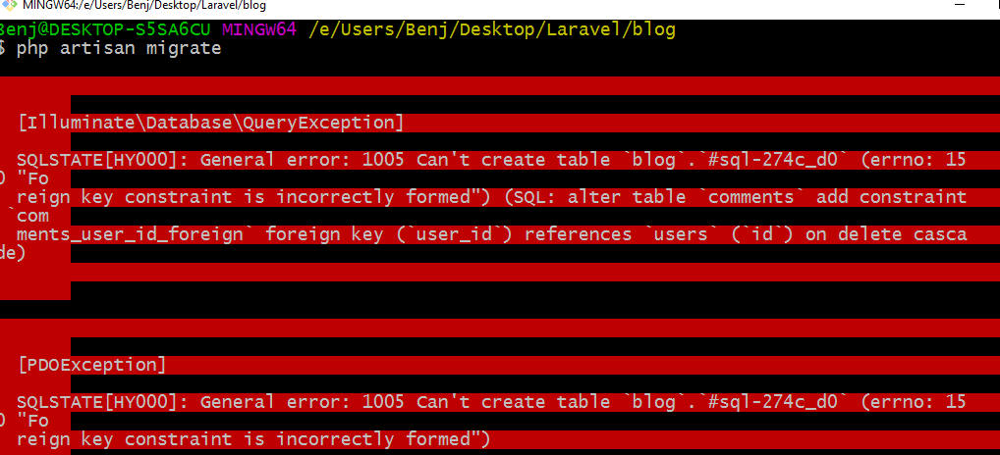 MINGW64:/e/Users/Benj/Desktop/Laravel/blog
Benj@DESKTOP-S5SA6CU MINGW64 /e/Users/Benj/Desktop/Laravel/blog
$ php artisan migrate
[Illuminate\Database\QueryException]
SQLSTATE[HY000]: General error: 1005 Can't create table `blog`.`#sql-274c_d0` (errno: 15
0 "Fo
reign key constraint is incorrectly formed") (SQL: alter table `comments` add constraint
`com
ments_user_id_foreign` foreign key (`user_id`) references `users` (`id`) on delete casca
de)
[PDOException]
SQLSTATE[HY000]: General error: 1005 Can't create table `blog`.`#sql-274c_d0` (errno: 15
0 "Fo
reign key constraint is incorrectly formed")